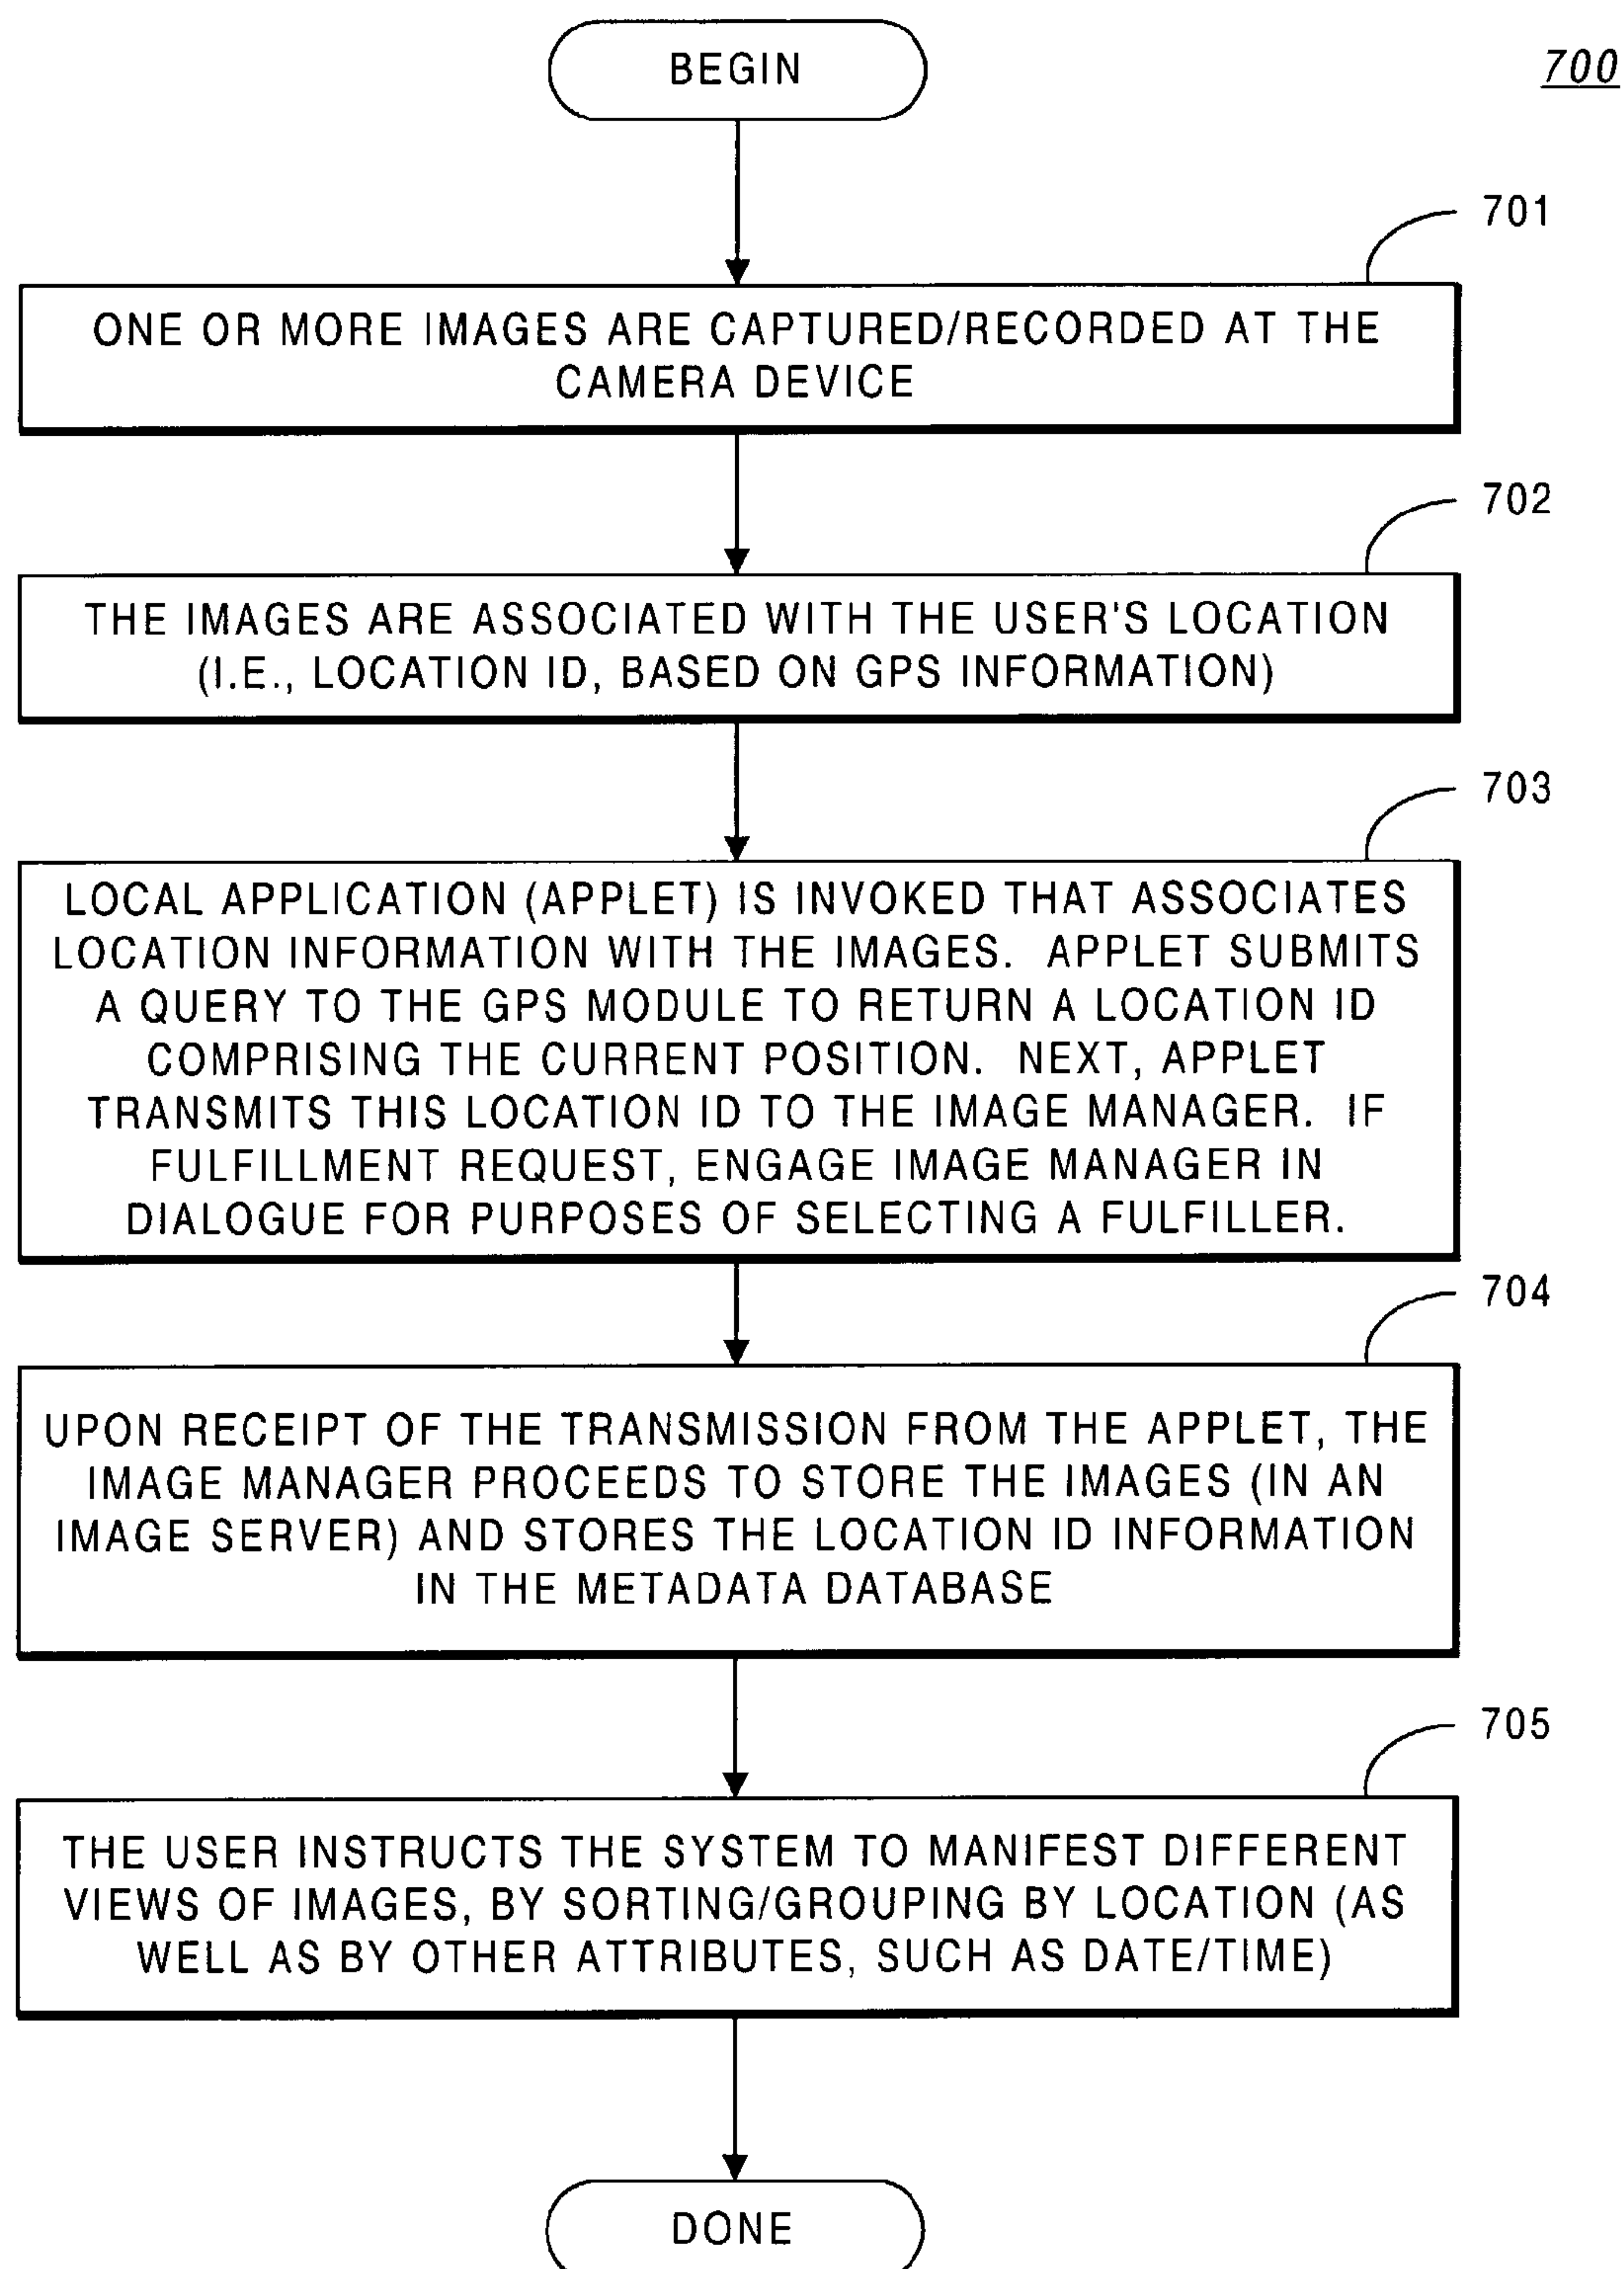 BEGIN
700
701
ONE OR MORE IMAGES ARE CAPTURED/RECORDED AT THE
CAMERA DEVICE
702
THE IMAGES ARE ASSOCIATED WITH THE USER'S LOCATION
(I.E., LOCATION ID, BASED ON GPS INFORMATION)
703
LOCAL APPLICATION (APPLET) IS INVOKED THAT ASSOCIATES
LOCATION INFORMATION WITH THE IMAGES. APPLET SUBMITS
A QUERY TO THE GPS MODULE TO RETURN A LOCATION ID
COMPRISING THE CURRENT POSITION. NEXT, APPLET
TRANSMITS THIS LOCATION ID TO THE IMAGE MANAGER. IF
FULFILLMENT REQUEST, ENGAGE IMAGE MANAGER IN
DIALOGUE FOR PURPOSES OF SELECTING A FULFILLER.
704
UPON RECEIPT OF THE TRANSMISSION FROM THE APPLET, THE
IMAGE MANAGER PROCEEDS TO STORE THE IMAGES (IN AN
IMAGE SERVER) AND STORES THE LOCATION ID INFORMATION
IN THE METADATA DATABASE
705
THE USER INSTRUCTS THE SYSTEM TO MANIFEST DIFFERENT
VIEWS OF IMAGES, BY SORTING/GROUPING BY LOCATION (AS
WELL AS BY OTHER ATTRIBUTES, SUCH AS DATE/TIME)
DONE